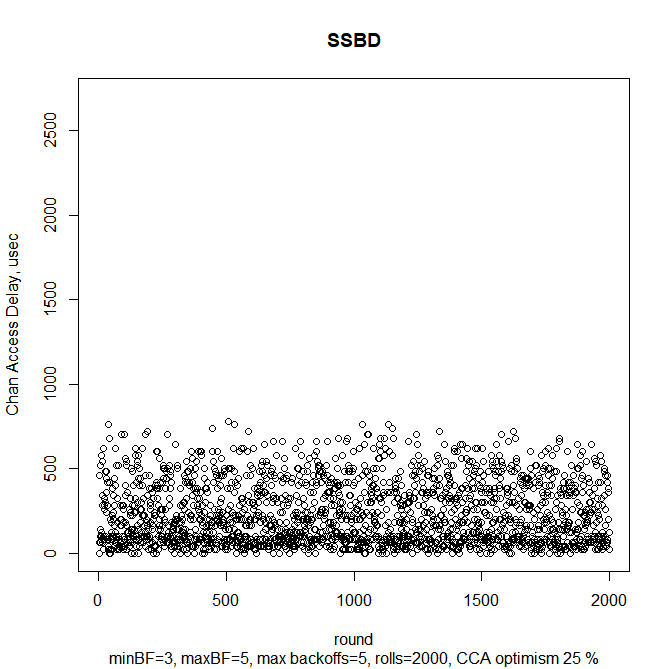 SSBD
Chan Access Delay, usec
2500
2000
1500
1000
500
0
0 500 1000 1500 2000
round
minBF=3, maxBF=5, max backoffs=5, rolls=2000, CCA optimism 25 %